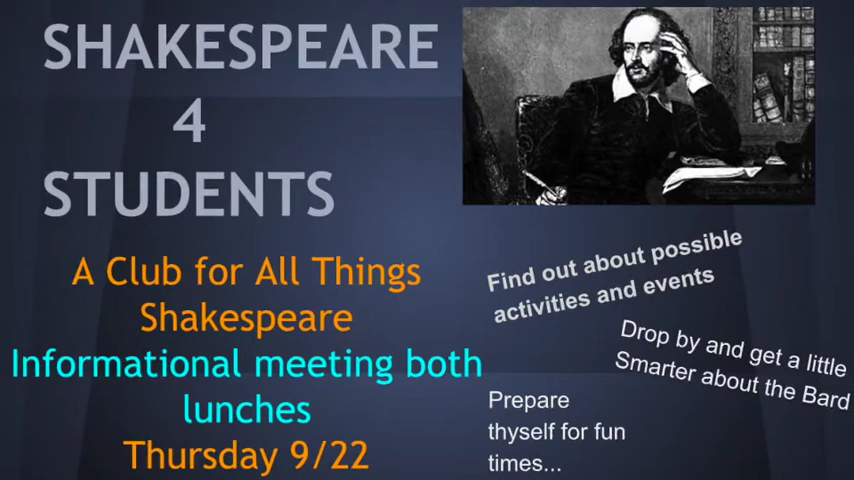 SHAKESPEARE
4
STUDENTS
A Club for All Things
Shakespeare
Informational meeting both
lunches
Thursday 9/22
Find out about possible
activities and events
Drop by and get a little
Smarter about the Bard
Prepare
thyself for fun
times...